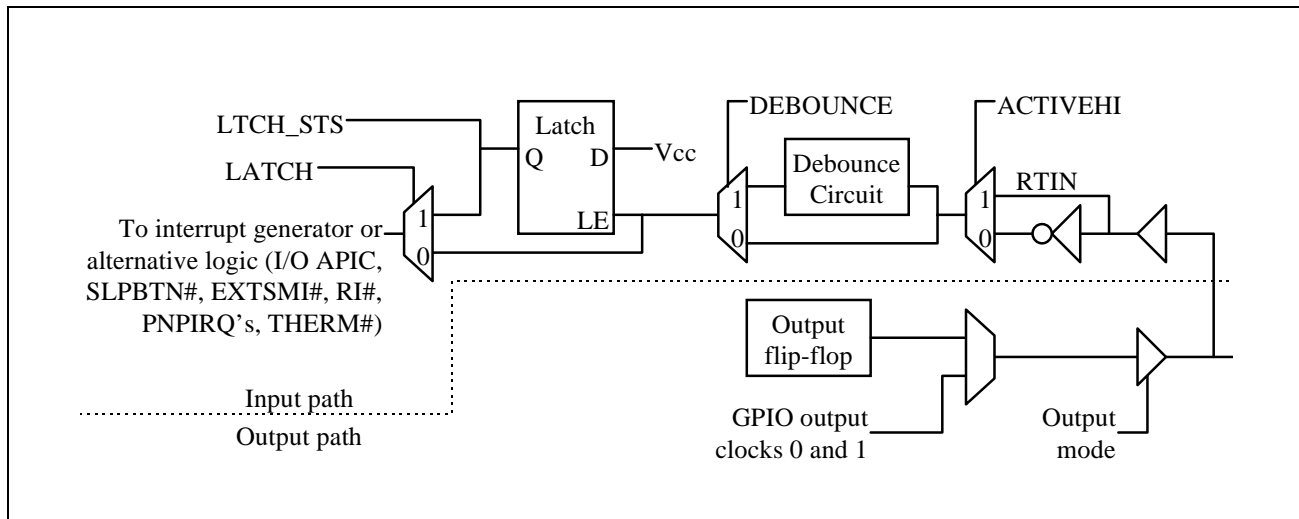 LTCH_STS
LATCH
Latch
Q
D
Vcc
LE
1
0
To interrupt generator or
alternative logic (I/O APIC,
SLPBTN#, EXTSMI#, RI#,
PNPIRQ’s, THERM#)
DEBOUNCE
Debounce
Circuit
1
0
ACTIVEHI
RTIN
1
0
Output
flip-flop
GPIO output
clocks 0 and 1
Output
mode
Input path
Output path